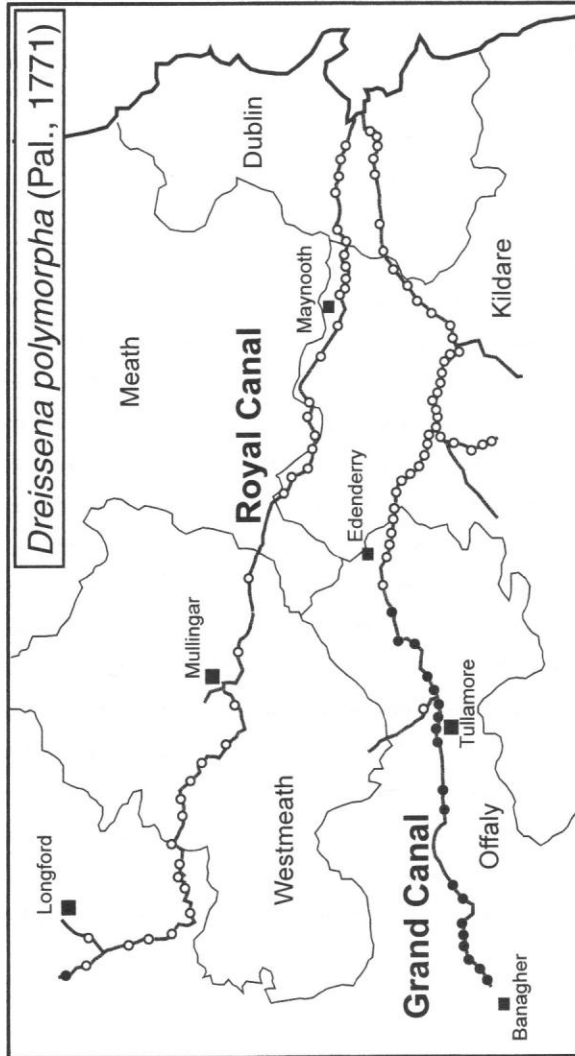 Dreissena polymorpha (Pal., 1771)
Longford
Mullingar
Meath
Dublin
Royal Canal
Maynooth
Westmeath
Edenderry
Kildare
Grand Canal
Tullamore
Offaly
Banagher